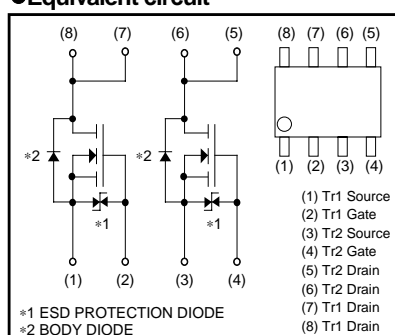 ●Equivalent circuit
(8) (7) (6) (5)
(8) (7) (6) (5)
∗2 ∗2
∗1 ∗1
(1) (2) (3) (4)
(1) (2) (3) (4)
(1) Tr1 Source
(2) Tr1 Gate
(3) Tr2 Source
(4) Tr2 Gate
(5) Tr2 Drain
(6) Tr2 Drain
(7) Tr1 Drain
(8) Tr1 Drain
∗1 ESD PROTECTION DIODE
∗2 BODY DIODE